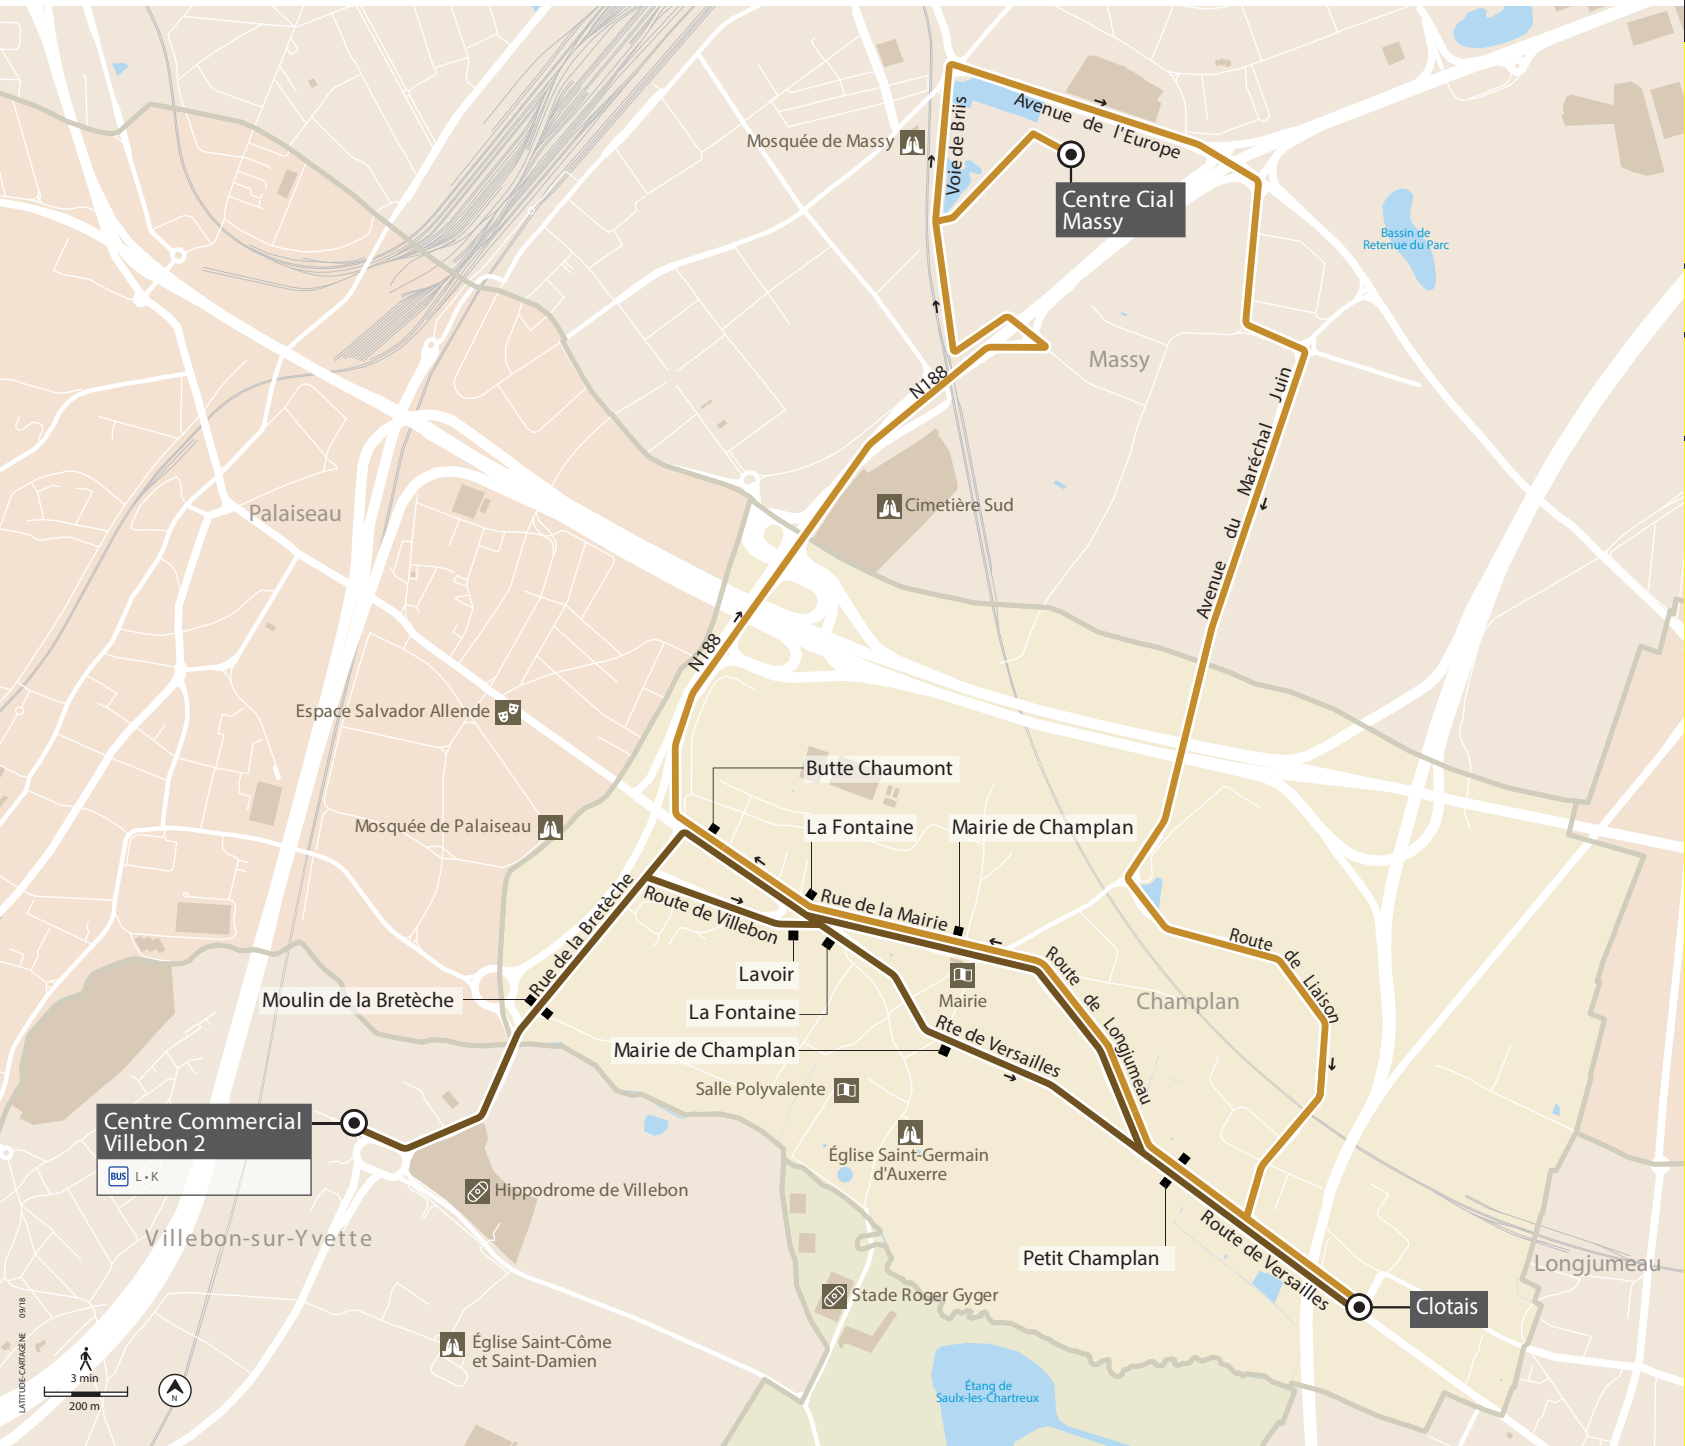 Mosquée de Massy
Voie de Briis
Avenue de l'Europe
Centre Cial
Massy
Bassin de
Retenue du Parc
Massy
N188
Avenue du Maréchal Juin
Cimetière Sud
Palaiseau
N188
Espace Salvador Allende
Butte Chaumont
Mosquée de Palaiseau
La Fontaine
Mairie de Champlan
Rue de la Bretèche
Route de Villebon
Rue de la Mairie
Route de Liaison
Lavoir
Mairie
Route de Longjumeau
Champlan
Moulin de la Bretèche
La Fontaine
Mairie de Champlan
Rte de Versailles
Salle Polyvalente
Centre Commercial
Villebon 2
BUS L • K
Église Saint-Germain
d'Auxerre
Hippodrome de Villebon
Villebon-sur-Yvette
Petit Champlan
Route de Versailles
Longjumeau
Stade Roger Gyger
Clotais
Église Saint-Côme
et Saint-Damien
Étang de
Saulx-les-Chartreux
LATITUDE-CARTAGÈNE 09/18
3 min
200 m
N